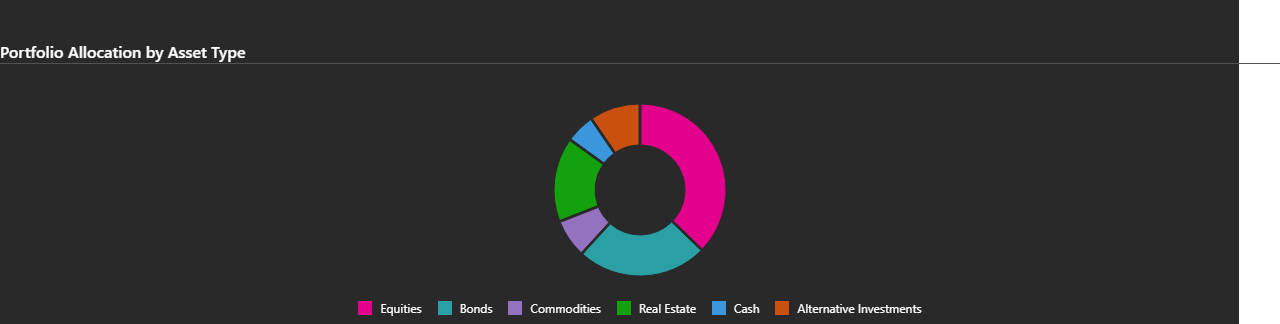 Portfolio Allocation by Asset Type
Equities Bonds Commodities Real Estate Cash Alternative Investments